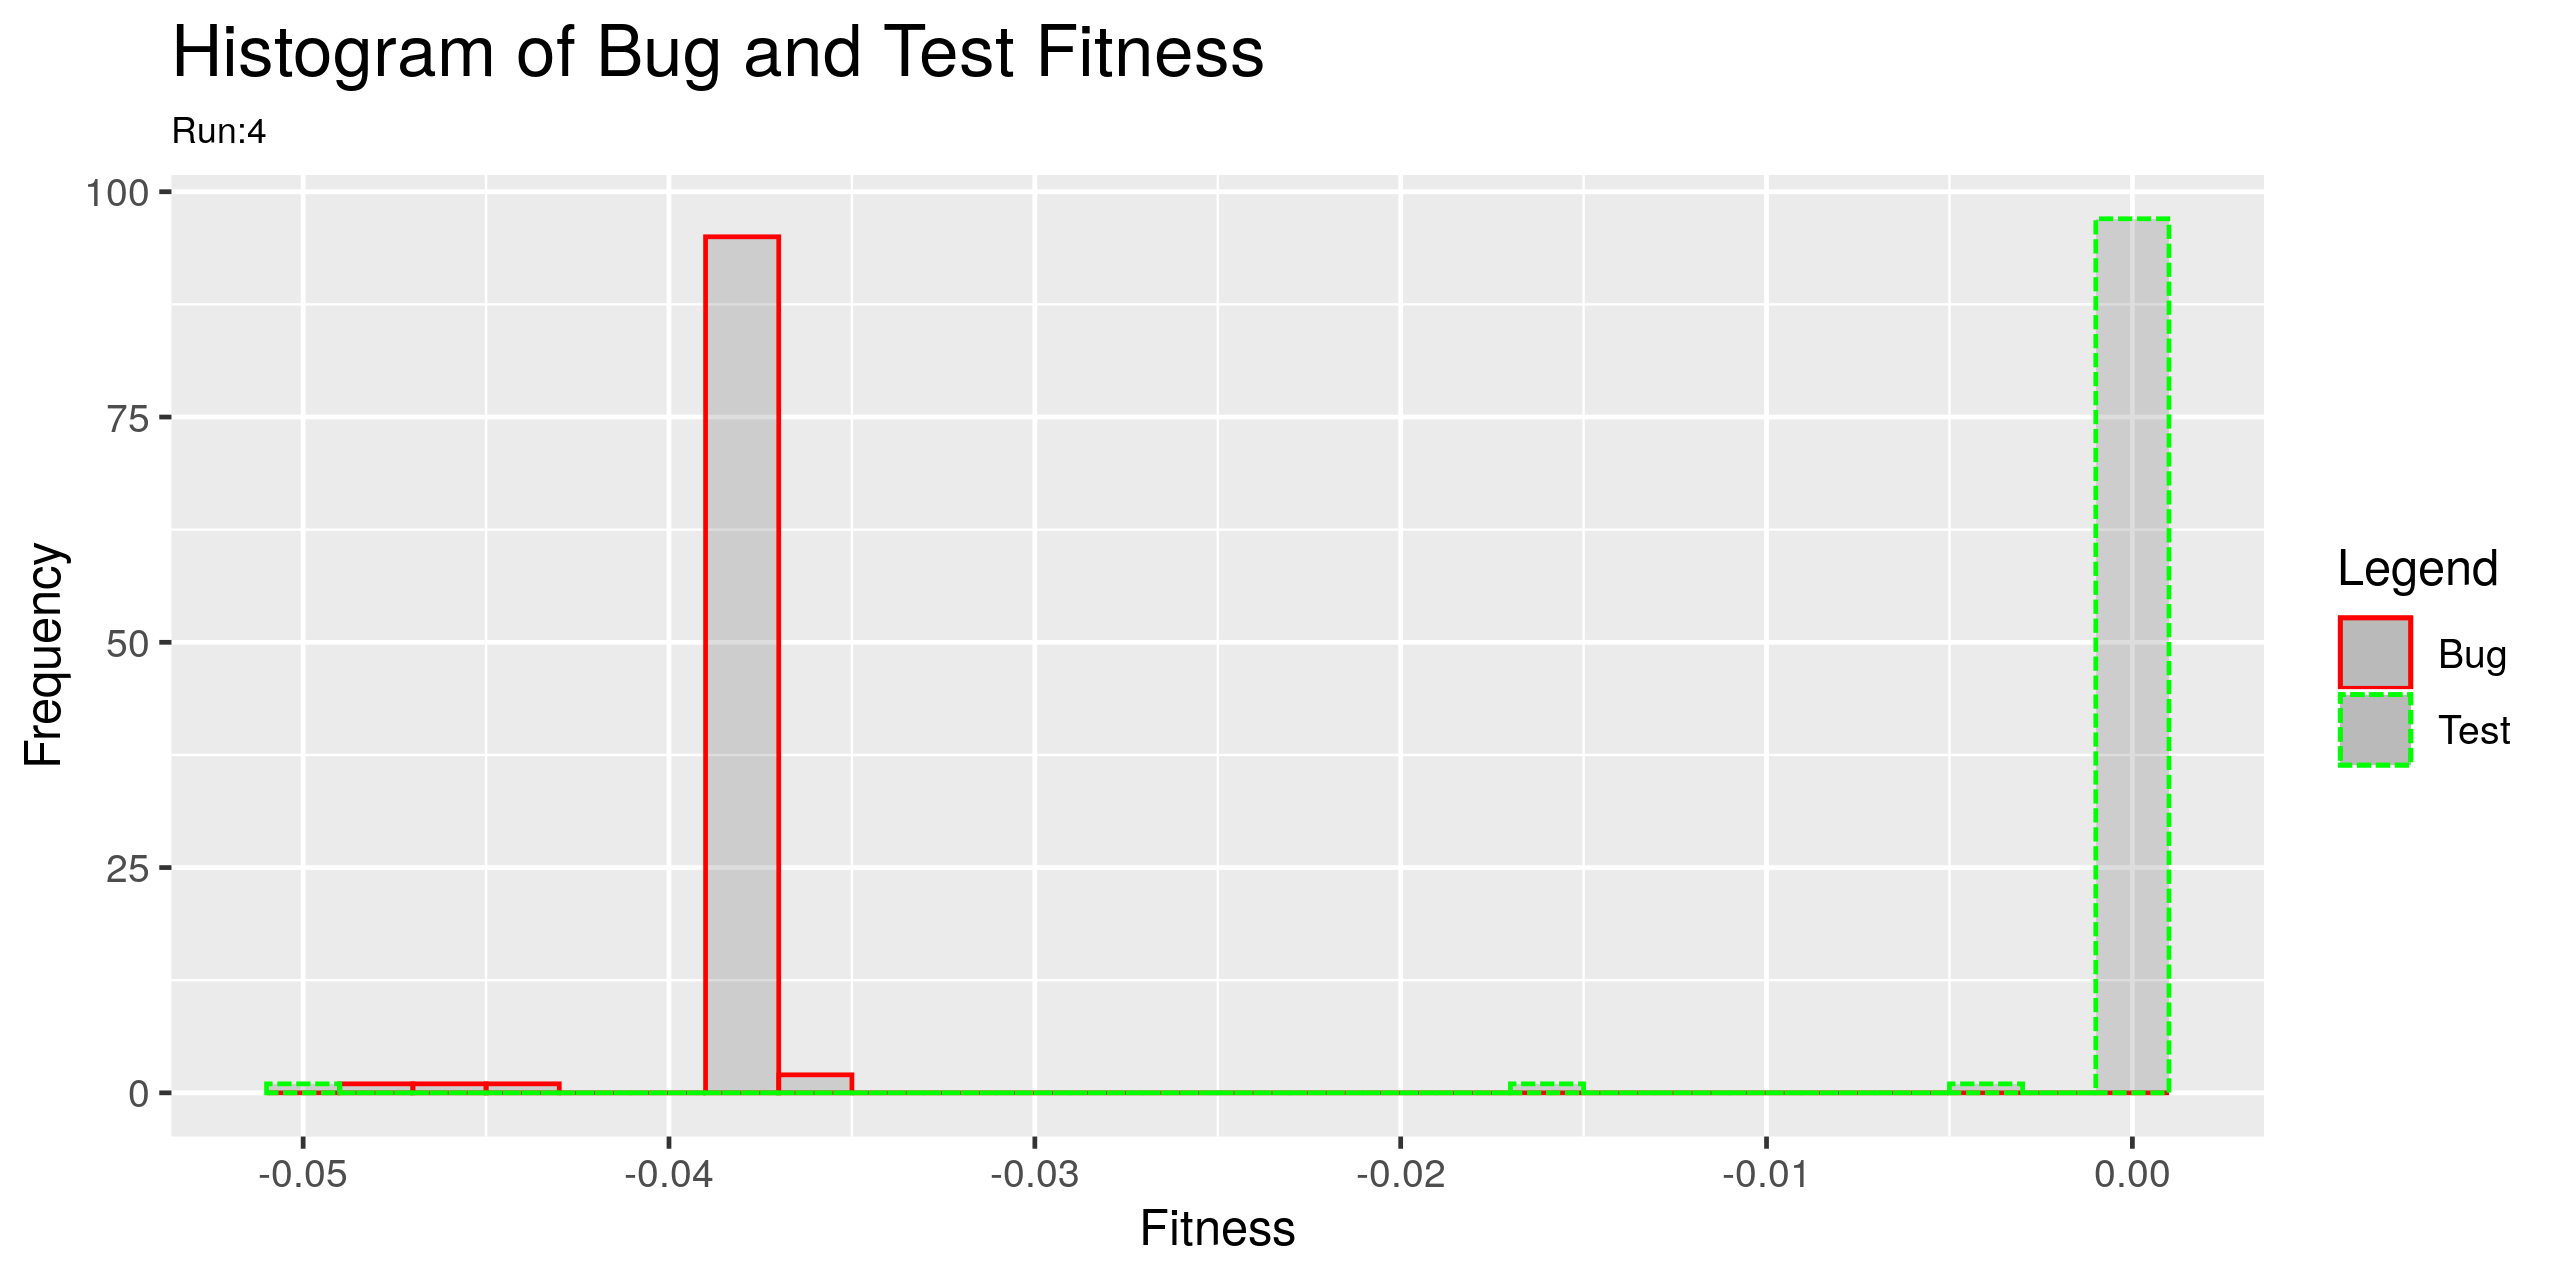 Histogram of Bug and Test Fitness
Run:4
100
75
50
25
0
Frequency
-0.05 -0.04 -0.03 -0.02 -0.01 0.00
Fitness
Legend
Bug
Test